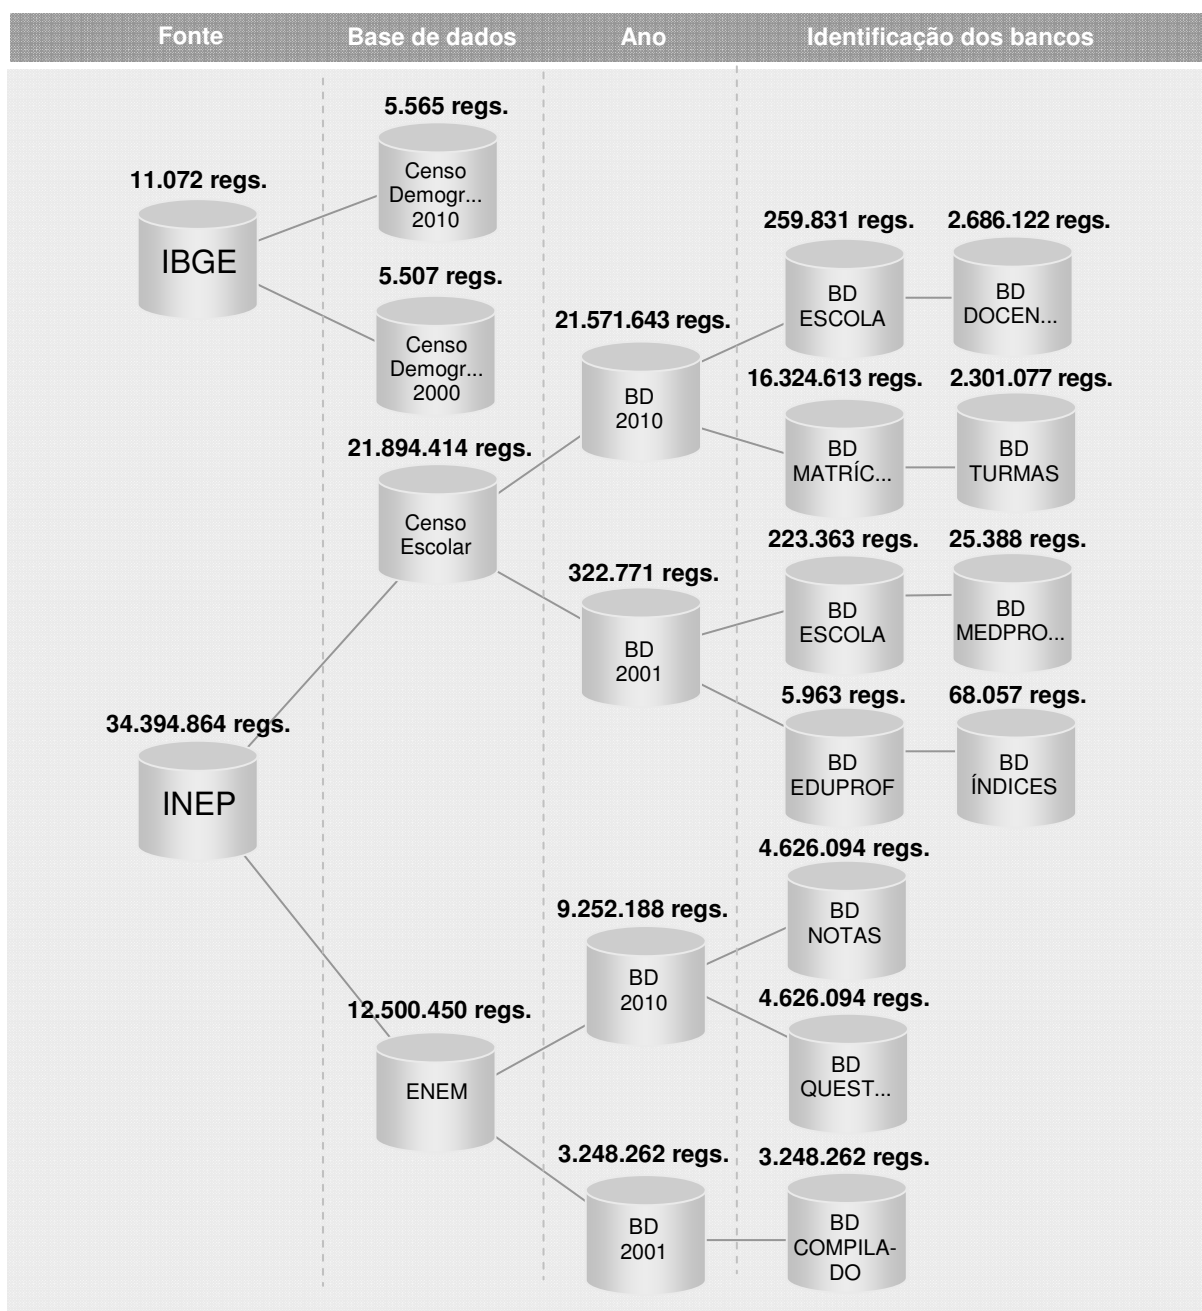 Fonte
Base de dados
Ano
Identificação dos bancos
11.072 regs.
IBGE
5.565 regs.
Censo
Demogr...
2010
5.507 regs.
Censo
Demogr...
2000
34.394.864 regs.
INEP
21.894.414 regs.
Censo
Escolar
21.571.643 regs.
BD
2010
259.831 regs.
BD
ESCOLA
2.686.122 regs.
BD
DOCEN...
16.324.613 regs.
BD
MATRÍC...
2.301.077 regs.
BD
TURMAS
322.771 regs.
BD
2001
223.363 regs.
BD
ESCOLA
25.388 regs.
BD
MEDPRO...
5.963 regs.
BD
EDUPROF
68.057 regs.
BD
ÍNDICES
12.500.450 regs.
ENEM
9.252.188 regs.
BD
2010
4.626.094 regs.
BD
NOTAS
4.626.094 regs.
BD
QUEST...
3.248.262 regs.
BD
2001
3.248.262 regs.
BD
COMPILA-
DO